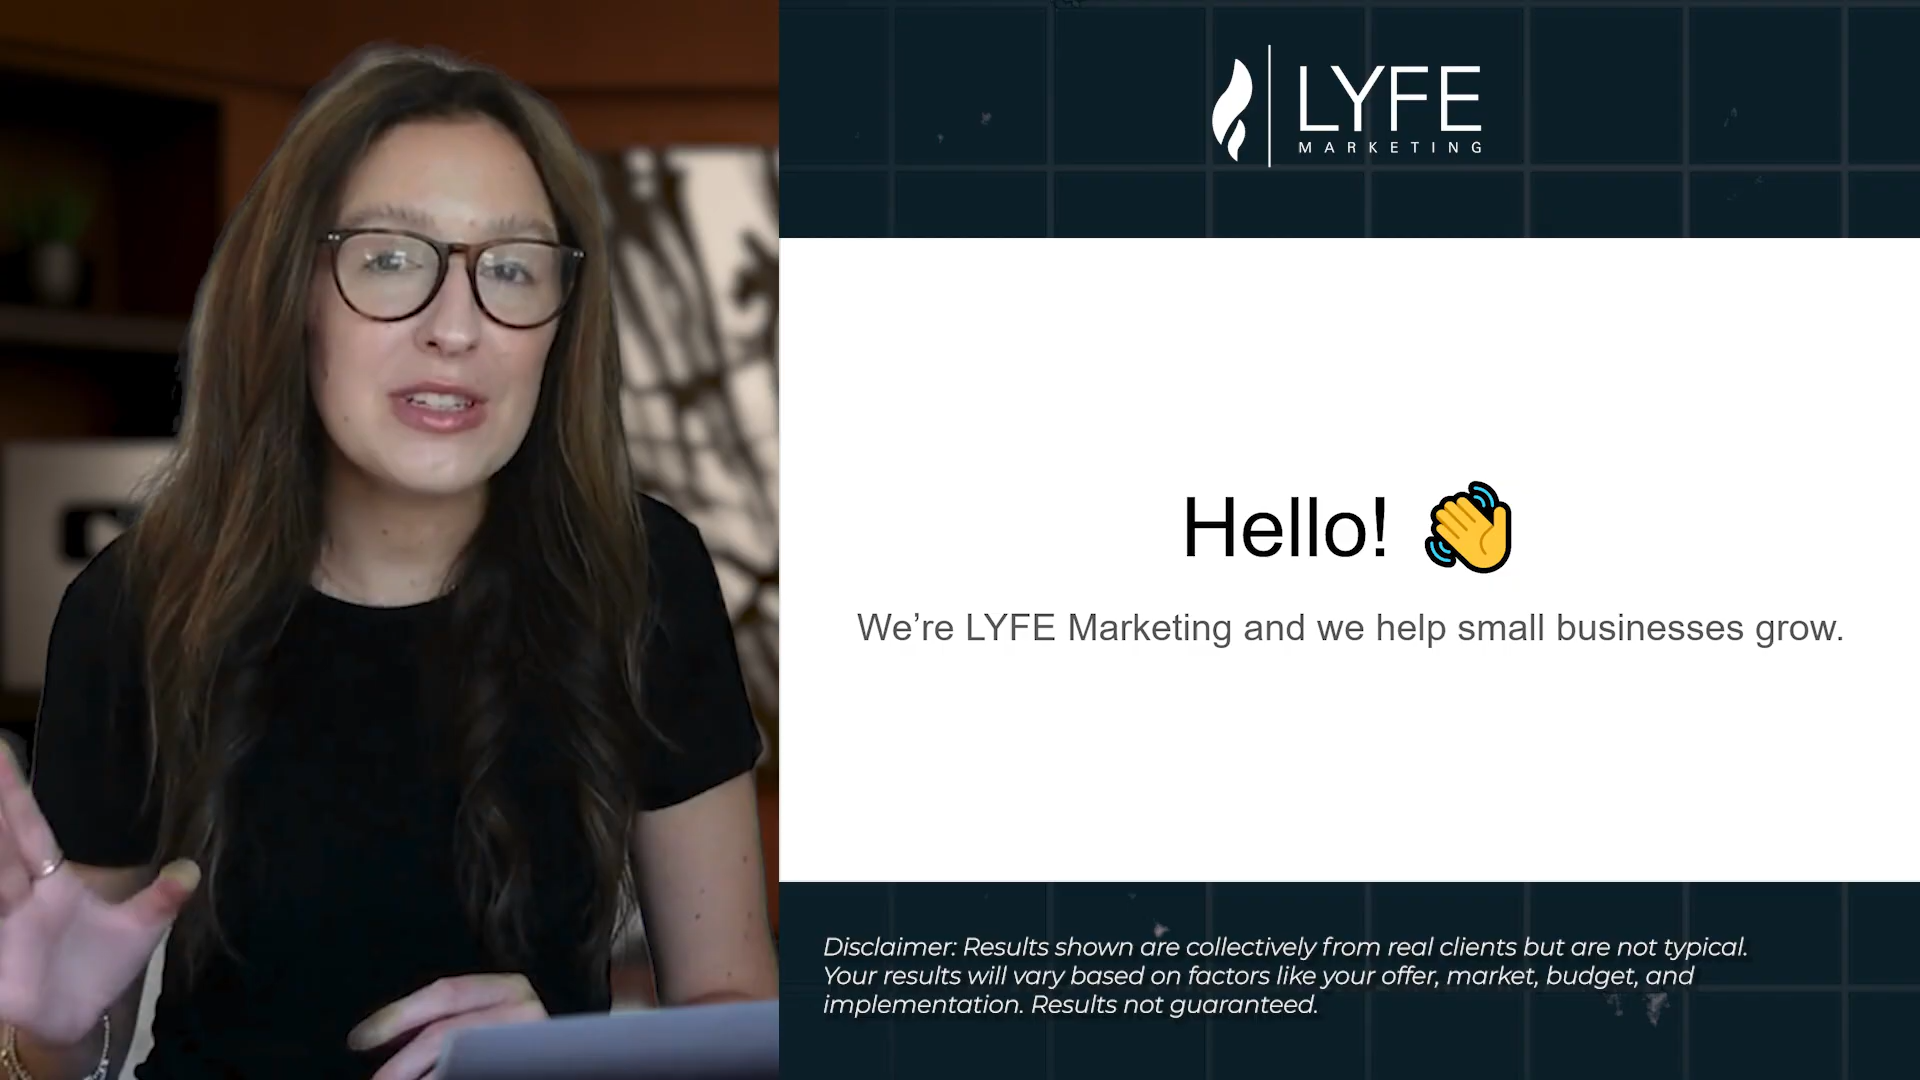 LYFE
MARKETING
Hello! 👋
We’re LYFE Marketing and we help small businesses grow.
Disclaimer: Results shown are collectively from real clients but are not typical.
Your results will vary based on factors like your offer, market, budget, and
implementation. Results not guaranteed.